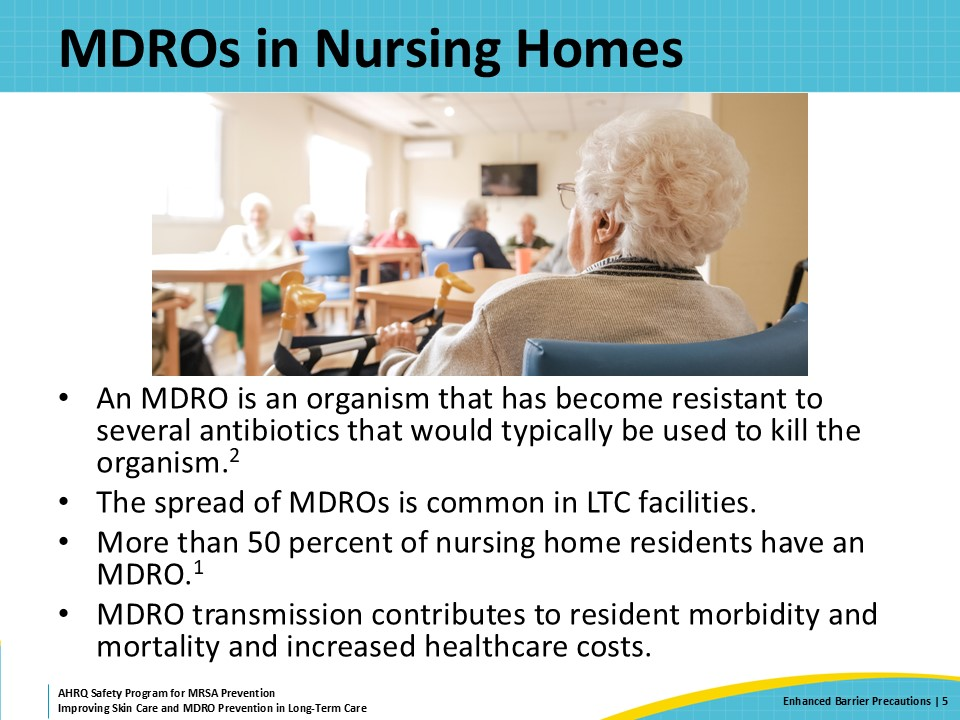 MDROs in Nursing Homes
• An MDRO is an organism that has become resistant to
several antibiotics that would typically be used to kill the
organism.2
• The spread of MDROs is common in LTC facilities.
• More than 50 percent of nursing home residents have an
MDRO.1
• MDRO transmission contributes to resident morbidity and
mortality and increased healthcare costs.
AHRQ Safety Program for MRSA Prevention
Improving Skin Care and MDRO Prevention in Long-Term Care
Enhanced Barrier Precautions | 5